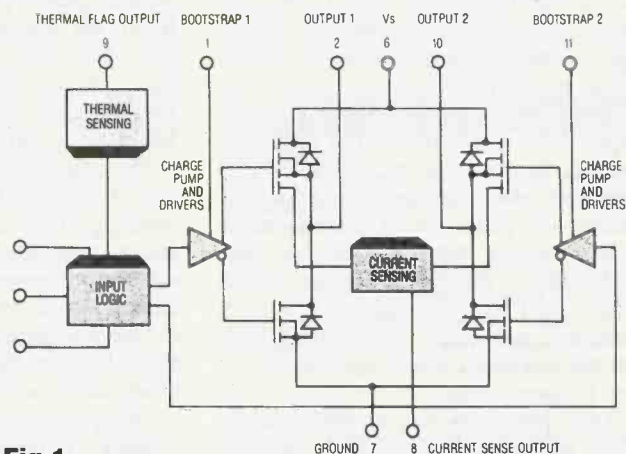 THERMAL FLAG OUTPUT
9
BOOTSTRAP 1
1
OUTPUT 1
2
Vs
6
OUTPUT 2
10
BOOTSTRAP 2
11
THERMAL
SENSING
CHARGE
PUMP
AND
DRIVERS
CHARGE
PUMP
AND
DRIVERS
INPUT
LOGIC
CURRENT
SENSING
GROUND 7
8 CURRENT SENSE OUTPUT